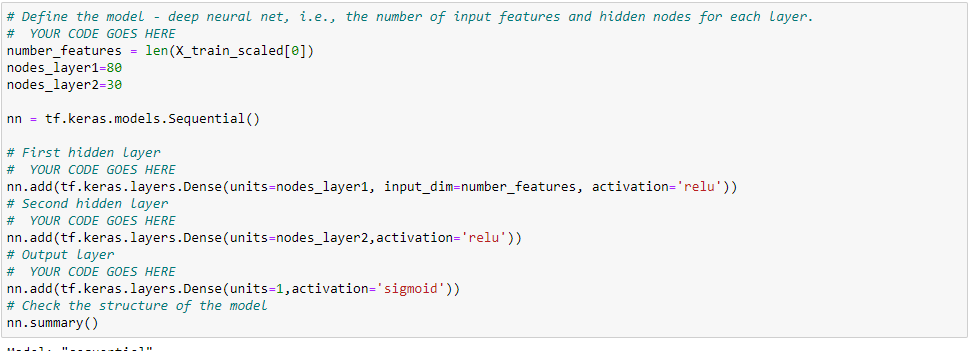 # Define the model - deep neural net, i.e., the number of input features and hidden nodes for each layer.
#  YOUR CODE GOES HERE
number_features = len(X_train_scaled[0])
nodes_layer1=80
nodes_layer2=30
nn = tf.keras.models.Sequential()
# First hidden layer
#  YOUR CODE GOES HERE
nn.add(tf.keras.layers.Dense(units=nodes_layer1, input_dim=number_features, activation='relu'))
# Second hidden layer
#  YOUR CODE GOES HERE
nn.add(tf.keras.layers.Dense(units=nodes_layer2,activation='relu'))
# Output layer
#  YOUR CODE GOES HERE
nn.add(tf.keras.layers.Dense(units=1,activation='sigmoid'))
# Check the structure of the model
nn.summary()